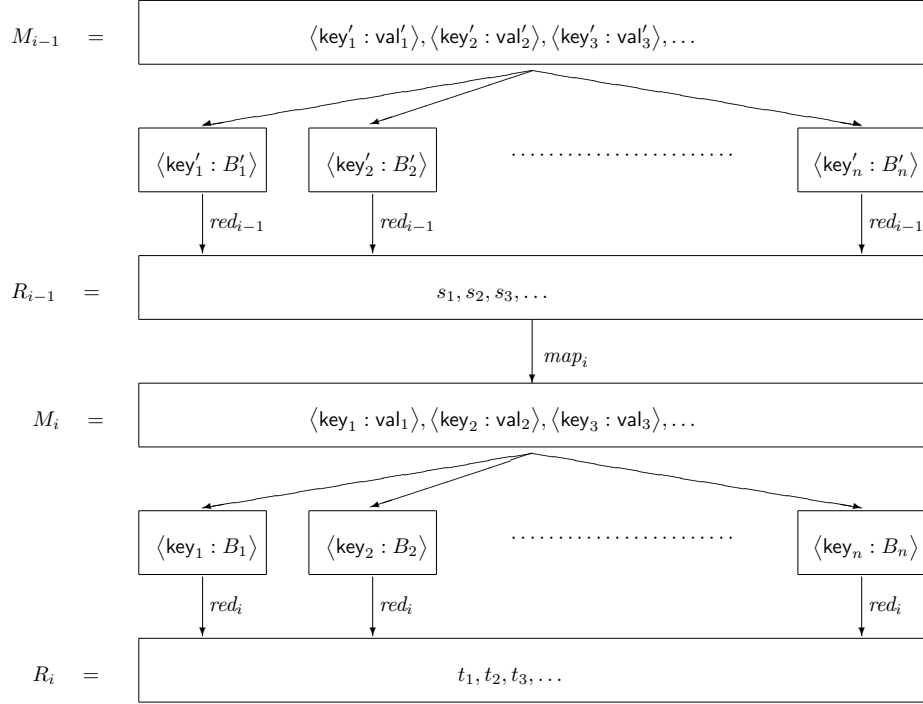 M_{i−1} = ⟨key′_1 : val′_1⟩, ⟨key′_2 : val′_2⟩, ⟨key′_3 : val′_3⟩, . . .
⟨key′_1 : B′_1⟩ ⟨key′_2 : B′_2⟩ . . . . . . . . . . . . . . . . . . . . . . . . ⟨key′_n : B′_n⟩
red_{i−1} red_{i−1} red_{i−1}
R_{i−1} = s_1, s_2, s_3, . . .
map_i
M_i = ⟨key_1 : val_1⟩, ⟨key_2 : val_2⟩, ⟨key_3 : val_3⟩, . . .
⟨key_1 : B_1⟩ ⟨key_2 : B_2⟩ . . . . . . . . . . . . . . . . . . . . . . . . ⟨key_n : B_n⟩
red_i red_i red_i
R_i = t_1, t_2, t_3, . . .